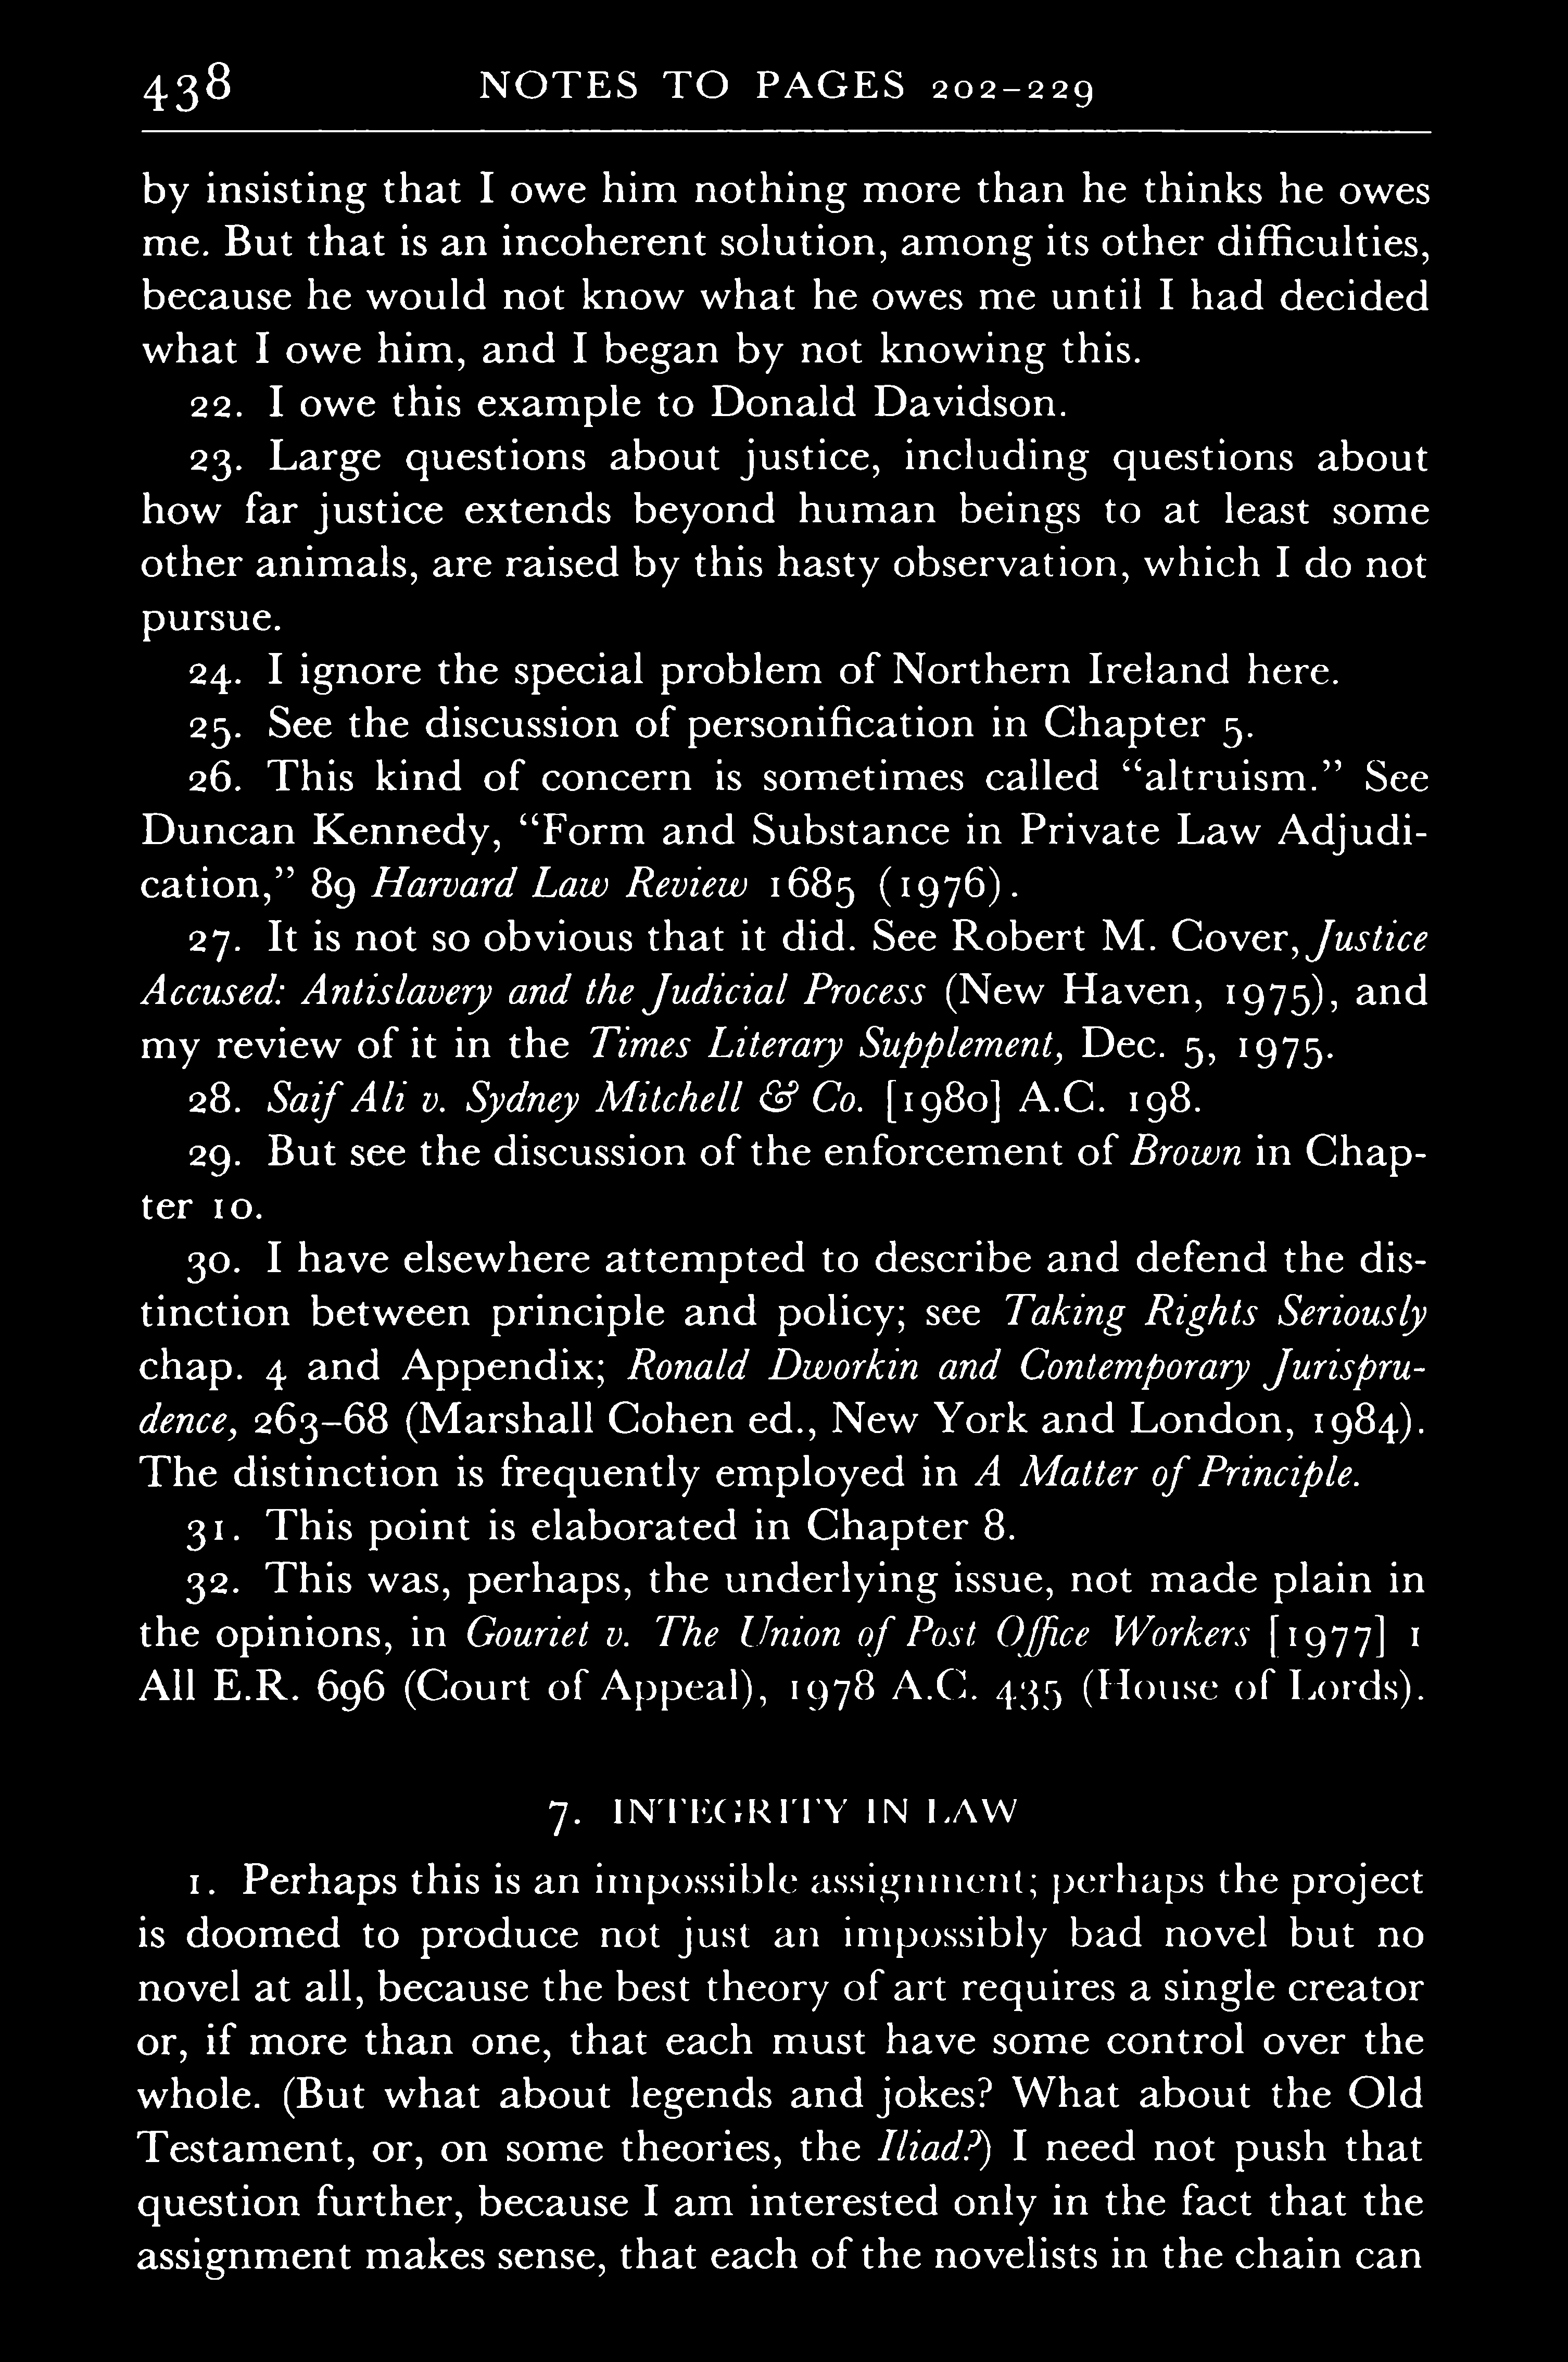 438 NOTES TO PAGES 202–229
by insisting that I owe him nothing more than he thinks he owes
me. But that is an incoherent solution, among its other difficulties,
because he would not know what he owes me until I had decided
what I owe him, and I began by not knowing this.
22. I owe this example to Donald Davidson.
23. Large questions about justice, including questions about
how far justice extends beyond human beings to at least some
other animals, are raised by this hasty observation, which I do not
pursue.
24. I ignore the special problem of Northern Ireland here.
25. See the discussion of personification in Chapter 5.
26. This kind of concern is sometimes called “altruism.” See
Duncan Kennedy, “Form and Substance in Private Law Adjudi-
cation,” 89 Harvard Law Review 1685 (1976).
27. It is not so obvious that it did. See Robert M. Cover, Justice
Accused: Antislavery and the Judicial Process (New Haven, 1975), and
my review of it in the Times Literary Supplement, Dec. 5, 1975.
28. Saif Ali v. Sydney Mitchell & Co. [1980] A.C. 198.
29. But see the discussion of the enforcement of Brown in Chap-
ter 10.
30. I have elsewhere attempted to describe and defend the dis-
tinction between principle and policy; see Taking Rights Seriously
chap. 4 and Appendix; Ronald Dworkin and Contemporary Jurispru-
dence, 263–68 (Marshall Cohen ed., New York and London, 1984).
The distinction is frequently employed in A Matter of Principle.
31. This point is elaborated in Chapter 8.
32. This was, perhaps, the underlying issue, not made plain in
the opinions, in Gouriet v. The Union of Post Office Workers [1977] 1
All E.R. 696 (Court of Appeal), 1978 A.C. 435 (House of Lords).
7. INTEGRITY IN LAW
1. Perhaps this is an impossible assignment; perhaps the project
is doomed to produce not just an impossibly bad novel but no
novel at all, because the best theory of art requires a single creator
or, if more than one, that each must have some control over the
whole. (But what about legends and jokes? What about the Old
Testament, or, on some theories, the Iliad?) I need not push that
question further, because I am interested only in the fact that the
assignment makes sense, that each of the novelists in the chain can